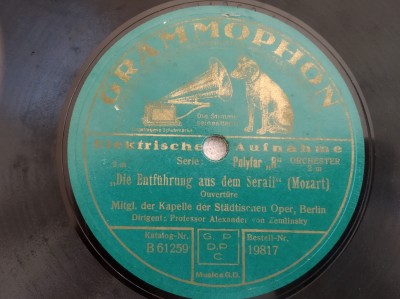 GRAMMOPHON
Die Stimme
seines Herrn
Elektrische Aufnahme
Serie: Polyfar „R" ORCHESTER
„Die Entführung aus dem Serail" (Mozart)
Ouvertüre
Mitgl. der Kapelle der Städtischen Oper, Berlin
Dirigent: Professor Alexander von Zemlinsky
Katalog-Nr. G.P. Bestell-Nr.
B 61259 D.P. 19817
C
Musica G.D.